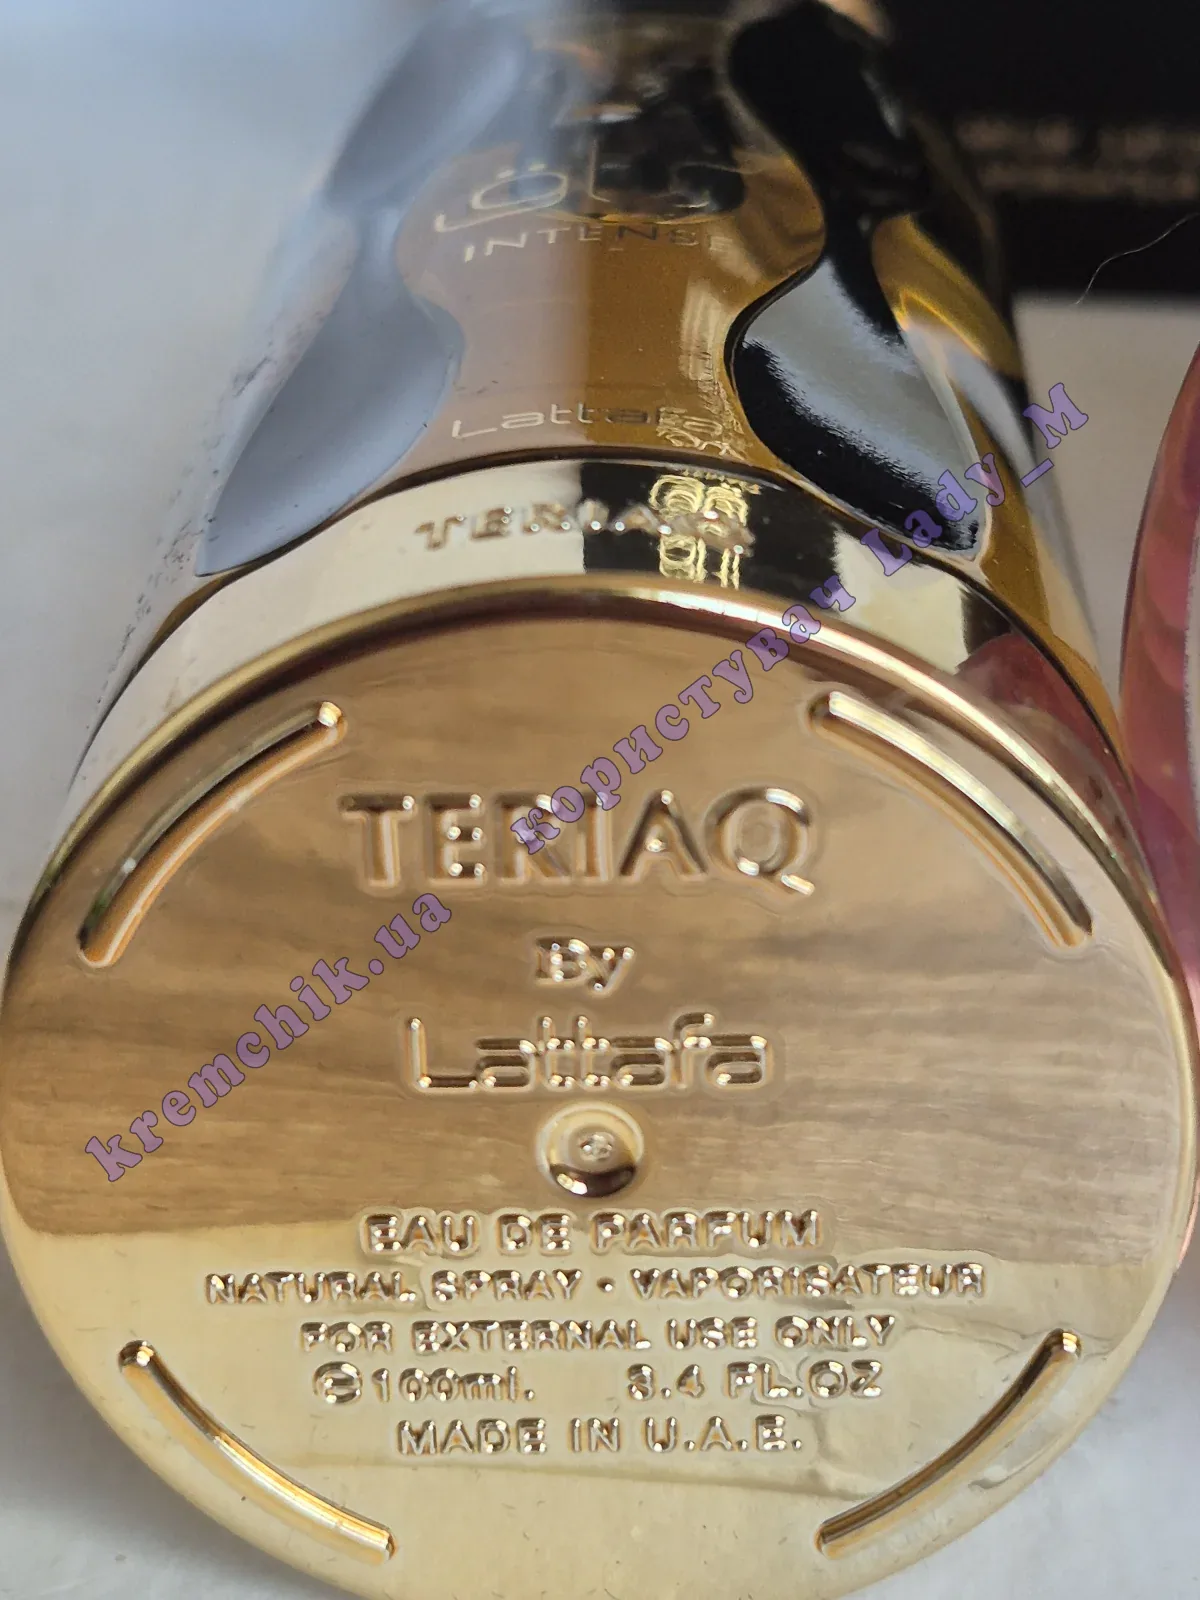 INTENSE
Lattafa
TERIAQ
TERIAQ
By
Lattafa
EAU DE PARFUM
NATURAL SPRAY · VAPORISATEUR
FOR EXTERNAL USE ONLY
℮100ml. 3.4 FL.OZ
MADE IN U.A.E.
kremchik.ua користувач Lady_M